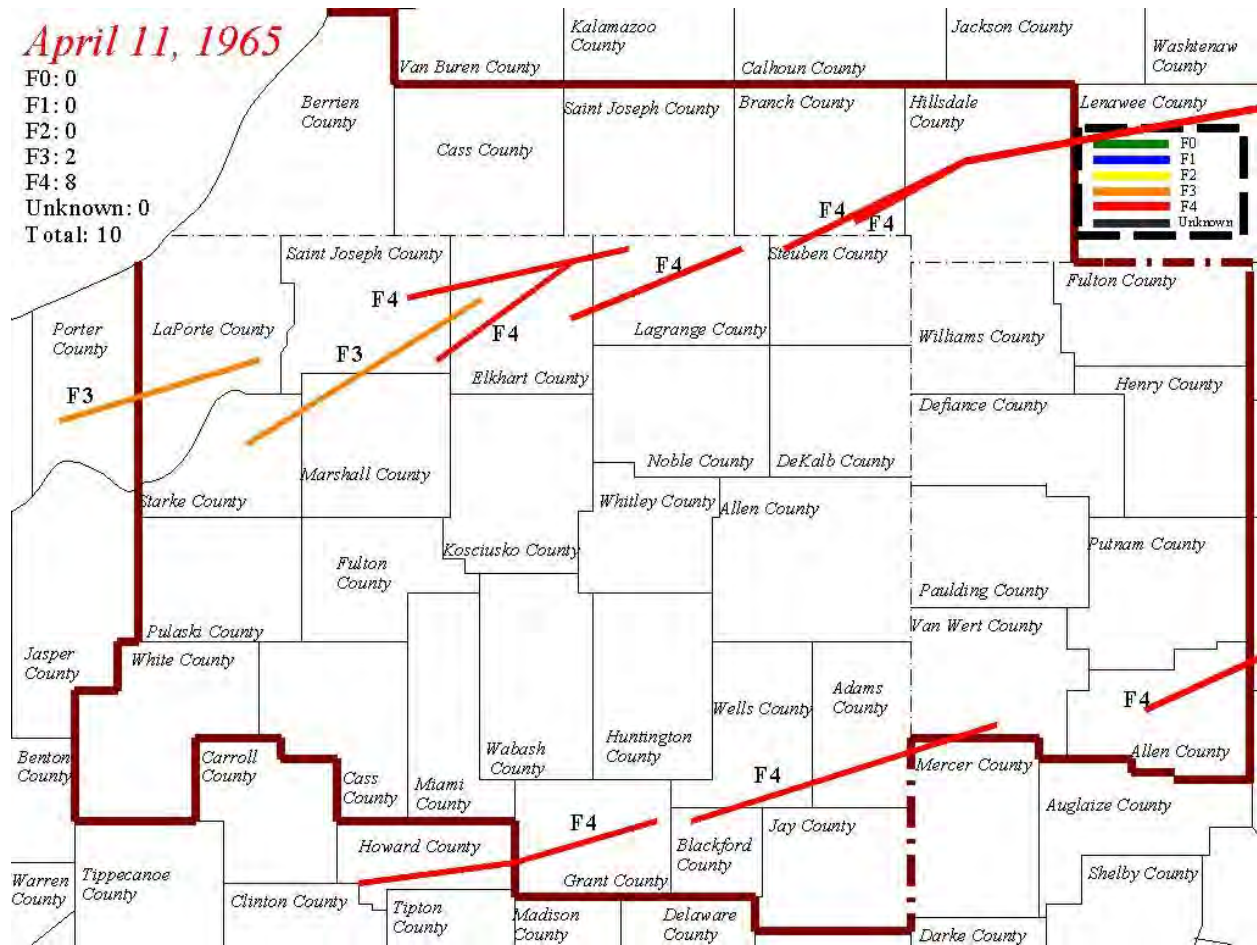 April 11, 1965
F0: 0
F1: 0
F2: 0
F3: 2
F4: 8
Unknown: 0
Total: 10
Kalamazoo
County
Jackson County
Washtenaw
County
Van Buren County
Calhoun County
Berrien
County
Cass County
Saint Joseph County
Branch County
Hillsdale
County
Lenawee County
F0
F1
F2
F3
F4
Unknown
F4
F4
Saint Joseph County
F4
F4
Steuben County
Fulton County
Porter
County
LaPorte County
F3
F4
Lagrange County
Williams County
F3
Elkhart County
Henry County
Defiance County
Marshall County
Noble County
DeKalb County
Starke County
Whitley County
Allen County
Kosciusko County
Fulton
County
Putnam County
Paulding County
Pulaski County
Van Wert County
Jasper
County
White County
Wells County
Adams
County
F4
Benton
County
Carroll
County
Cass
County
Miami
County
Wabash
County
Huntington
County
F4
Mercer County
Allen County
Auglaize County
F4
Howard County
Blackford
County
Jay County
Warren
County
Tippecanoe
County
Clinton County
Tipton
County
Grant County
Madison
County
Delaware
County
Shelby County
Darke County